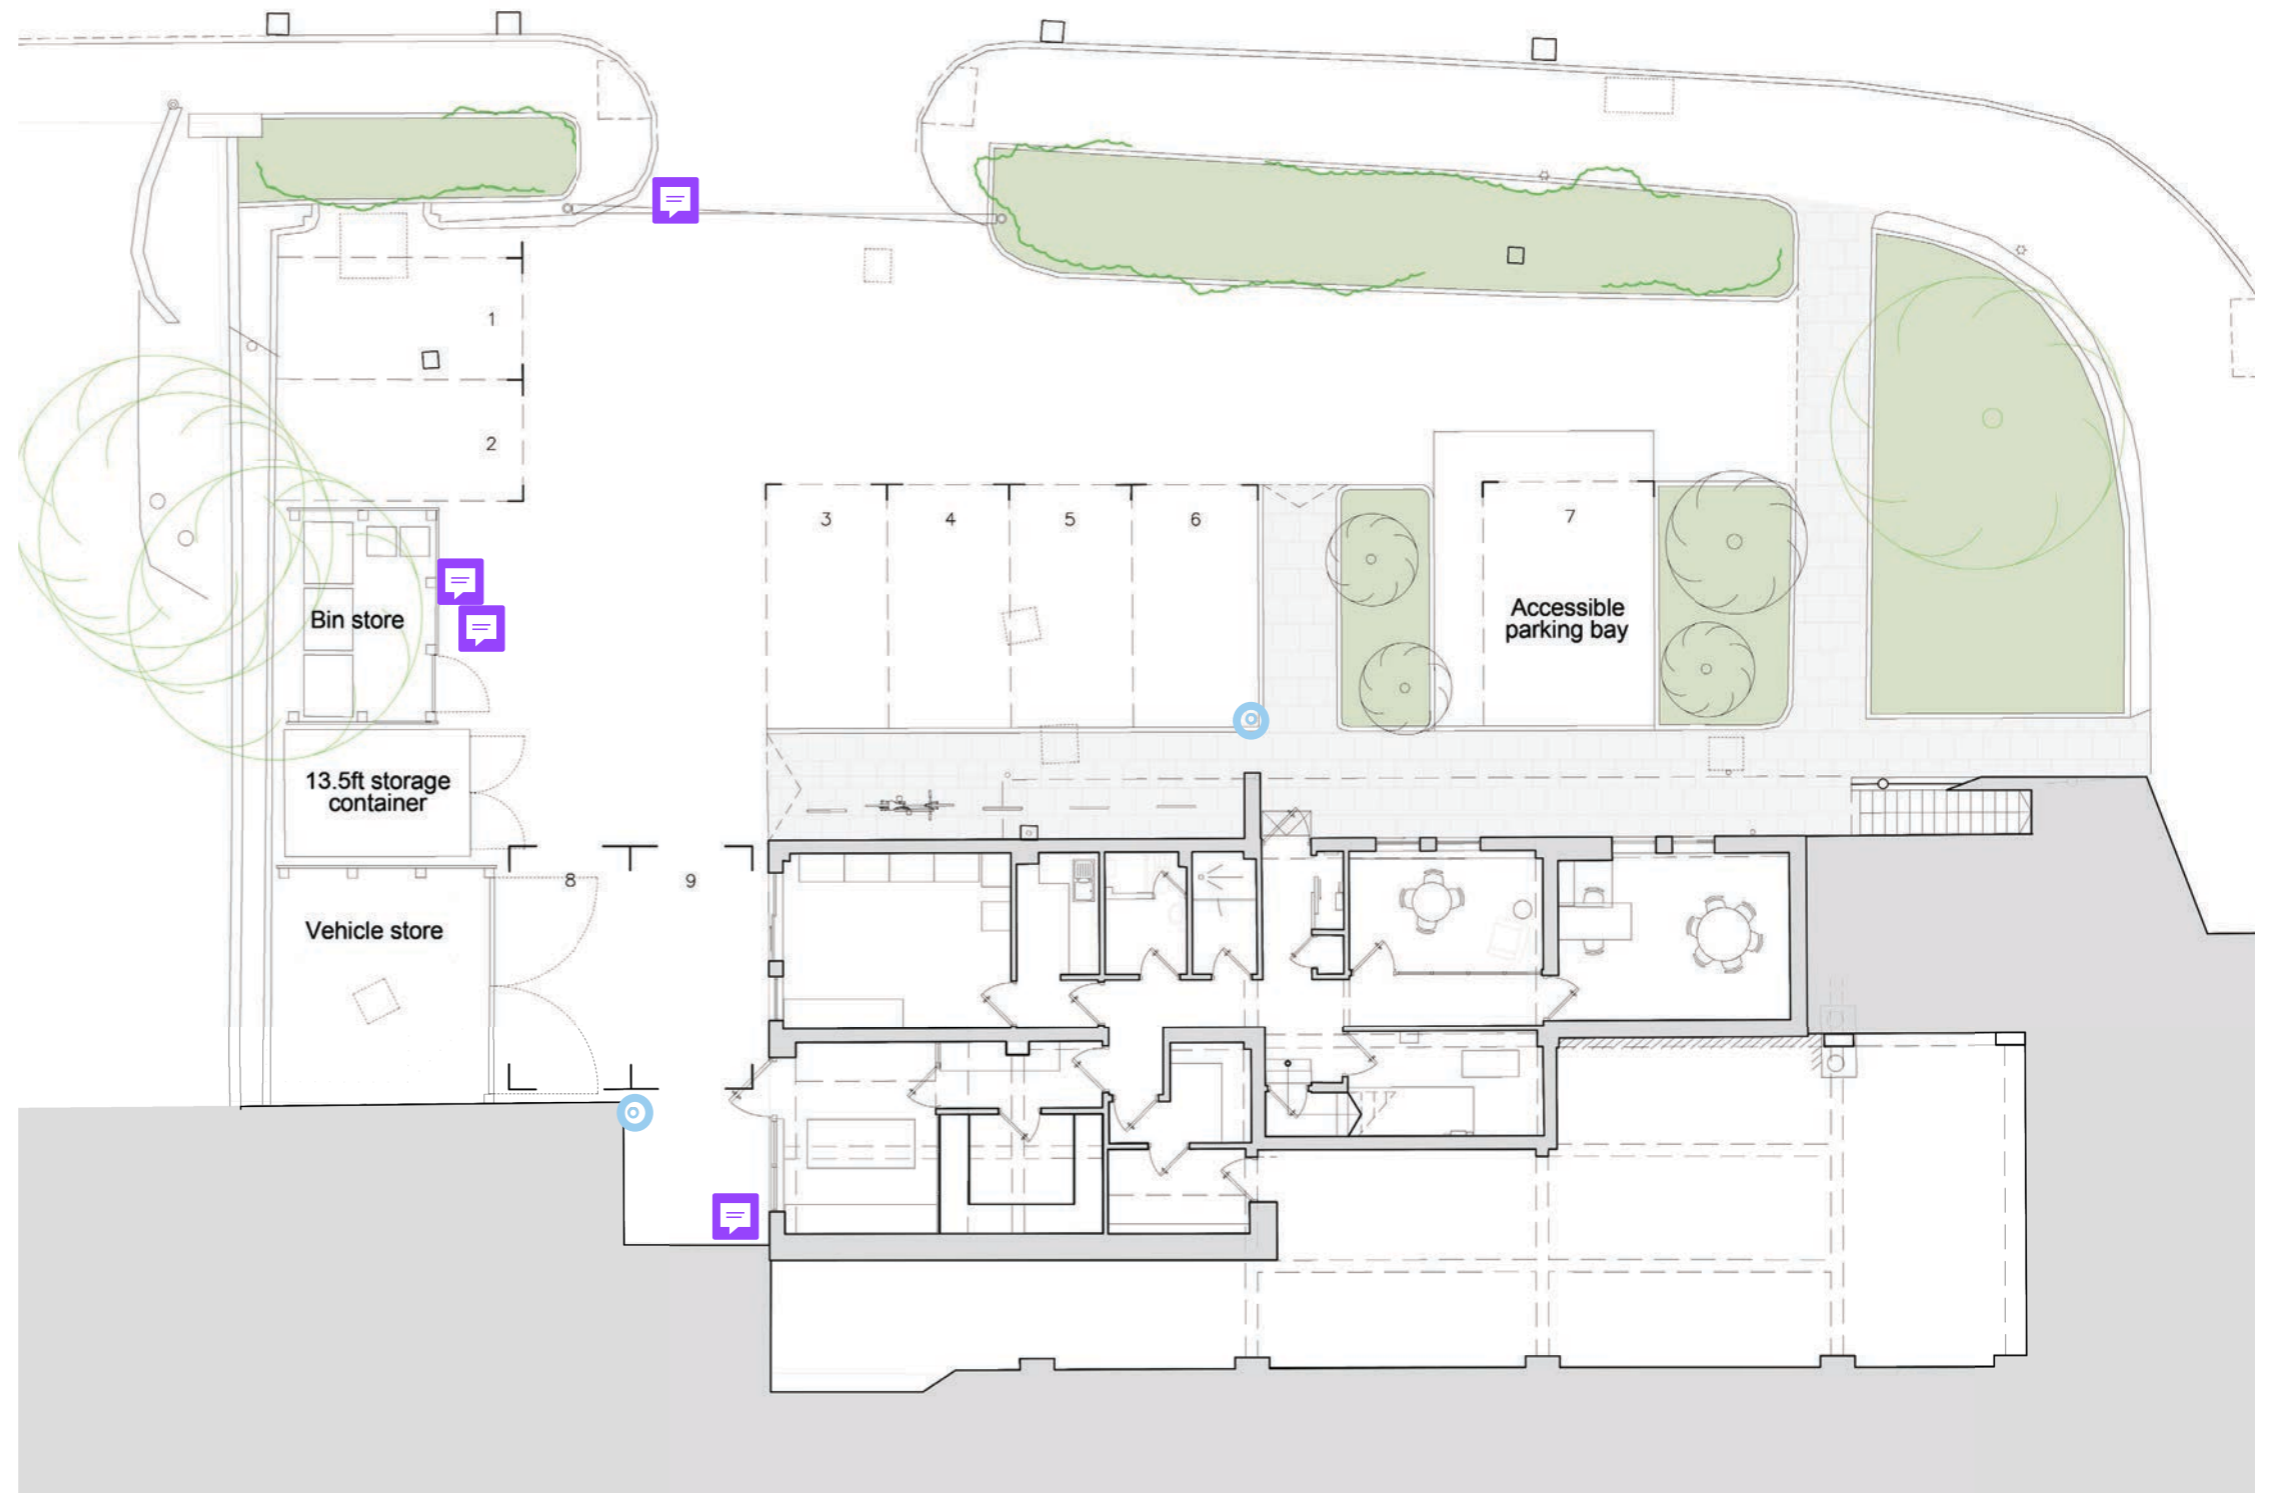 1
2
3
4
5
6
7
Accessible
parking bay
Bin store
13.5ft storage
container
8
9
Vehicle store